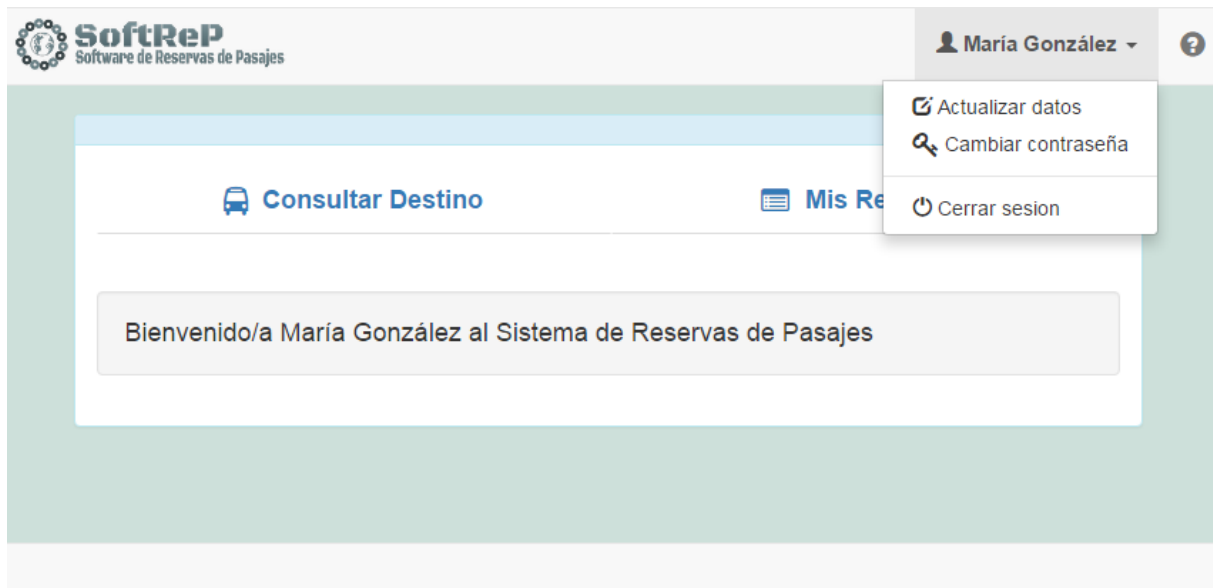 SoftReP
Software de Reservas de Pasajes
María González
Actualizar datos
Cambiar contraseña
Cerrar sesion
Consultar Destino
Mis Re
Bienvenido/a María González al Sistema de Reservas de Pasajes